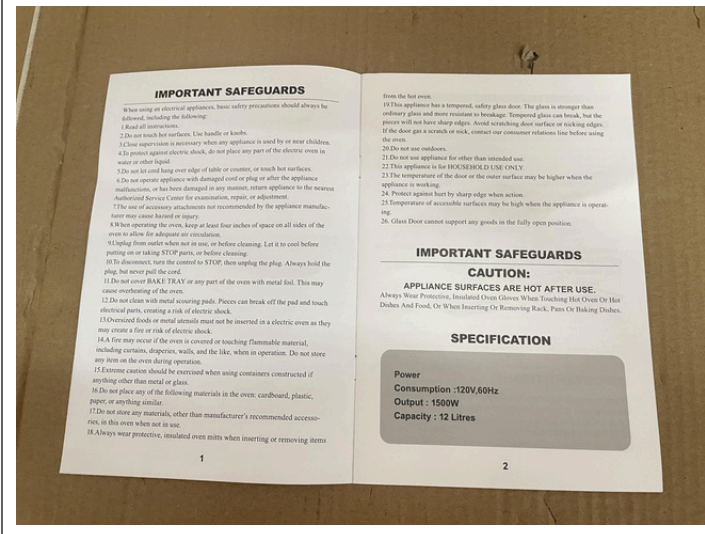 IMPORTANT SAFEGUARDS
When using an electrical appliances, basic safety precautions should always be
followed, including the following:
1.Read all instructions.
2.Do not touch hot surfaces. Use handle or knobs.
3.Close supervision is necessary when any appliance is used by or near children.
4.To protect against electric shock, do not place any part of the electric oven in
water or other liquid.
5.Do not let cord hang over edge of table or counter, or touch hot surfaces.
6.Do not operate appliance with damaged cord or plug or after the appliance
malfunctions, or has been damaged in any manner, return appliance to the nearest
Authorized Service Center for examination, repair, or adjustment.
7.The use of accessory attachments not recommended by the appliance manufac-
turer may cause hazard or injury.
8.When operating the oven, keep at least four inches of space on all sides of the
oven to allow for adequate air circulation.
9.Unplug from outlet when not in use, or before cleaning. Let it to cool before
putting on or taking STOP parts, or before cleaning.
10.To disconnect, turn the control to STOP, then unplug the plug. Always hold the
plug, but never pull the cord.
11.Do not cover BAKE TRAY or any part of the oven with metal foil. This may
cause overheating of the oven.
12.Do not clean with metal scouring pads. Pieces can break off the pad and touch
electrical parts, creating a risk of electric shock.
13.Oversized foods or metal utensils must not be inserted in a electric oven as they
may create a fire or risk of electric shock.
14.A fire may occur if the oven is covered or touching flammable material,
including curtains, draperies, walls, and the like, when in operation. Do not store
any item on the oven during operation.
15.Extreme caution should be exercised when using containers constructed if
anything other than metal or glass.
16.Do not place any of the following materials in the oven: cardboard, plastic,
paper, or anything similar.
17.Do not store any materials, other than manufacturer's recommended accesso-
ries, in this oven when not in use.
18.Always wear protective, insulated oven mitts when inserting or removing items
1
from the hot oven.
19.This appliance has a tempered, safety glass door. The glass is stronger than
ordinary glass and more resistant to breakage. Tempered glass can break, but the
pieces will not have sharp edges. Avoid scratching door surface or nicking edges.
If the door gas a scratch or nick, contact our consumer relations line before using
the oven.
20.Do not use outdoors.
21.Do not use appliance for other than intended use.
22.This appliance is for HOUSEHOLD USE ONLY.
23.The temperature of the door or the outer surface may be higher when the
appliance is working.
24. Protect against hurt by sharp edge when action.
25.Temperature of accessible surfaces may be high when the appliance is operat-
ing.
26. Glass Door cannot support any goods in the fully open position.
IMPORTANT SAFEGUARDS
CAUTION:
APPLIANCE SURFACES ARE HOT AFTER USE.
Always Wear Protective, Insulated Oven Gloves When Touching Hot Oven Or Hot
Dishes And Food, Or When Inserting Or Removing Rack, Pans Or Baking Dishes.
SPECIFICATION
Power
Consumption :120V,60Hz
Output : 1500W
Capacity : 12 Litres
2